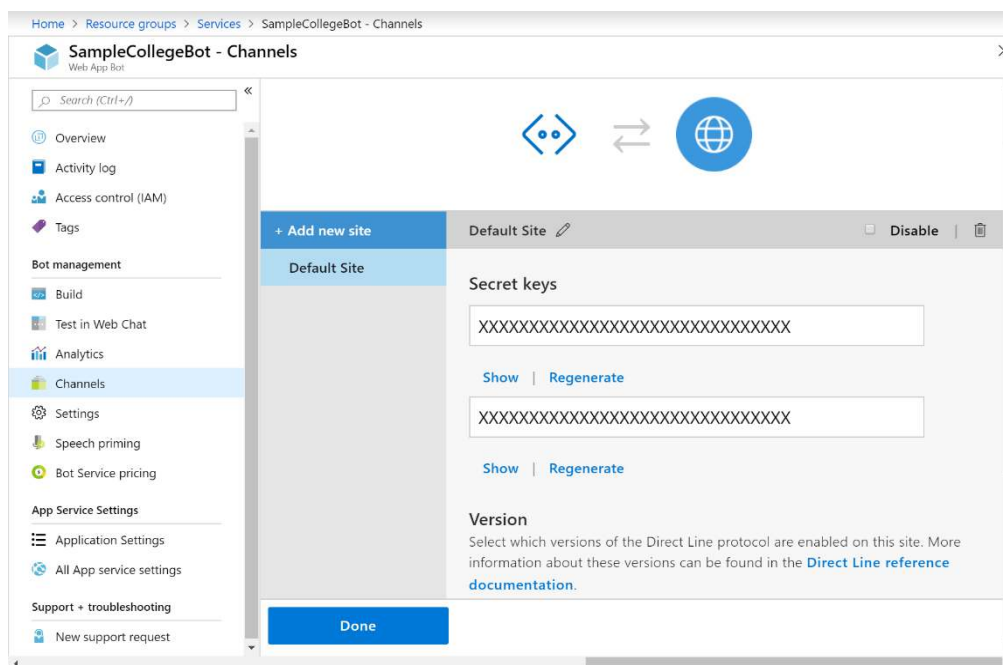 Home > Resource groups > Services > SampleCollegeBot - Channels
SampleCollegeBot - Channels
Web App Bot
Search (Ctrl+/)
Overview
Activity log
Access control (IAM)
Tags
Bot management
Build
Test in Web Chat
Analytics
Channels
Settings
Speech priming
Bot Service pricing
App Service Settings
Application Settings
All App service settings
Support + troubleshooting
New support request
+ Add new site
Default Site
Default Site
Disable |
Secret keys
XXXXXXXXXXXXXXXXXXXXXXXXXXXXXXX
Show | Regenerate
XXXXXXXXXXXXXXXXXXXXXXXXXXXXXXX
Show | Regenerate
Version
Select which versions of the Direct Line protocol are enabled on this site. More
information about these versions can be found in the Direct Line reference
documentation.
Done